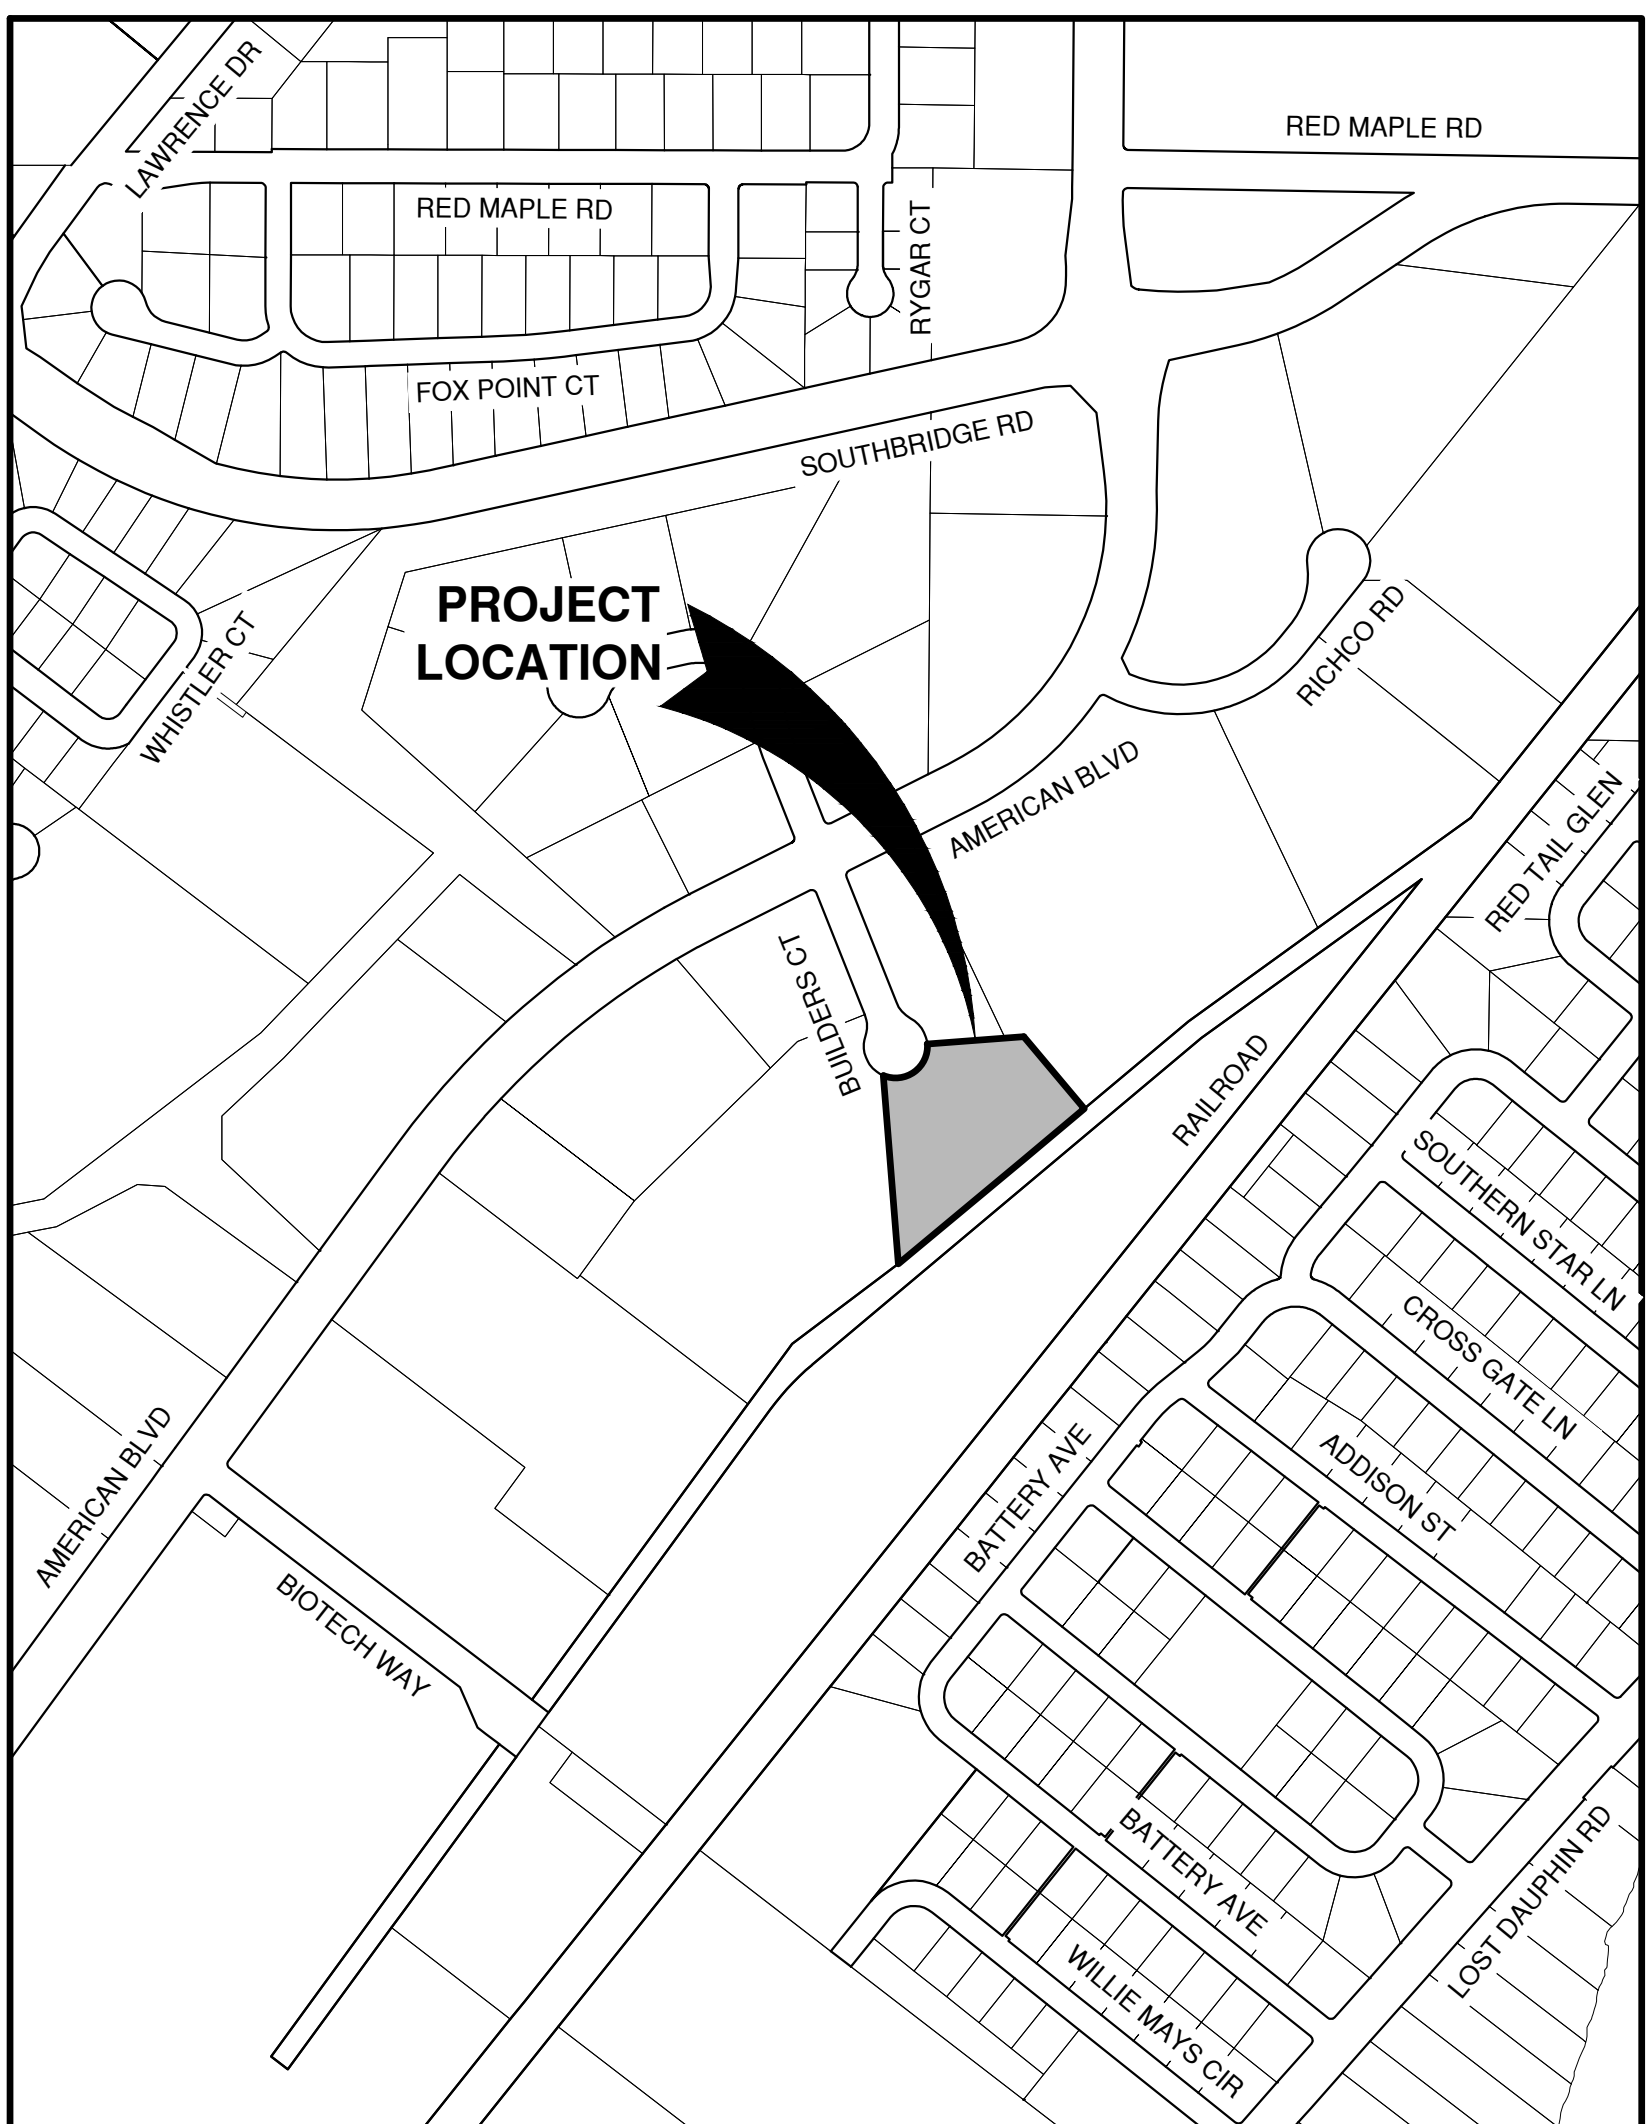 LAWRENCE DR
RED MAPLE RD
RED MAPLE RD
RYGAR CT
FOX POINT CT
SOUTHBRIDGE RD
PROJECT
LOCATION
WHISTLER CT
RICHCO RD
AMERICAN BLVD
RED TAIL GLEN
BUILDERS CT
RAILROAD
SOUTHERN STAR LN
CROSS GATE LN
ADDISON ST
BATTERY AVE
AMERICAN BLVD
BIOTECH WAY
BATTERY AVE
LOST DAUPHIN RD
WILLIE MAYS CIR